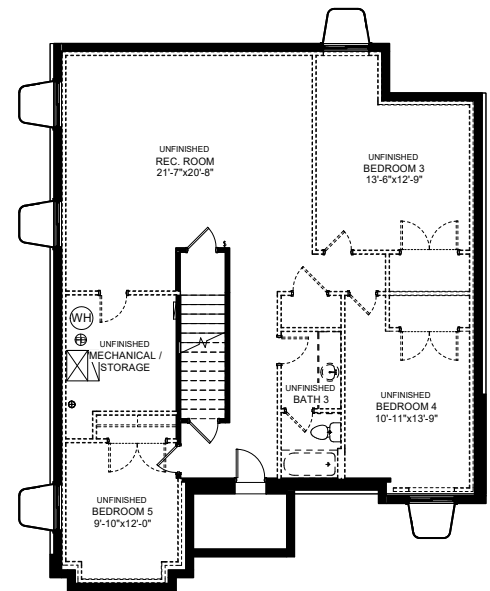 UNFINISHED
REC. ROOM
21'-7"x20'-8"
UNFINISHED
BEDROOM 3
13'-6"x12'-9"
WH
UNFINISHED
MECHANICAL /
STORAGE
UNFINISHED
BATH 3
UNFINISHED
BEDROOM 4
10'-11"x13'-9"
UNFINISHED
BEDROOM 5
9'-10"x12'-0"